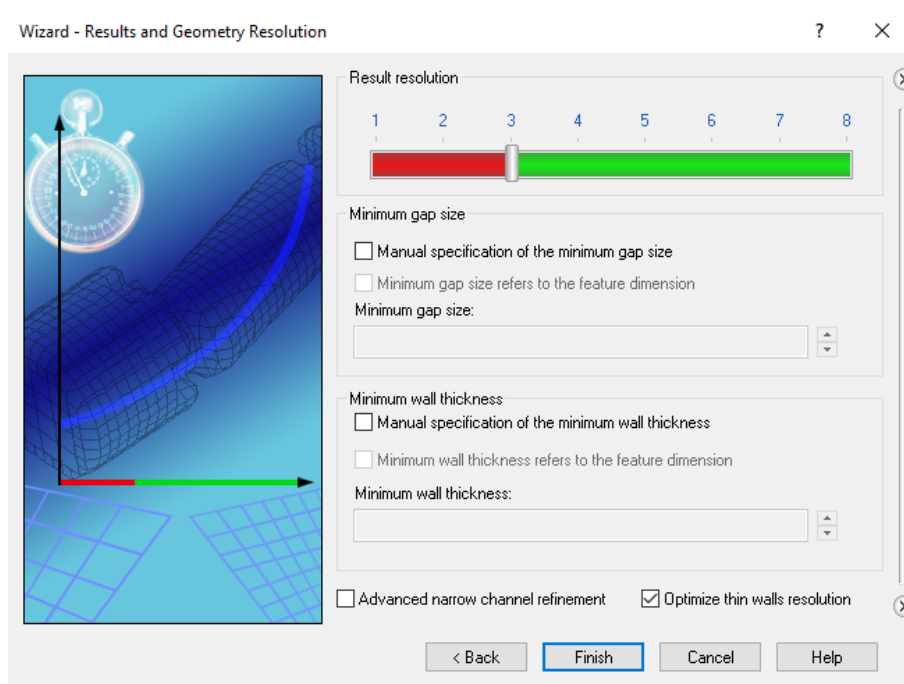 Wizard - Results and Geometry Resolution
?
Result resolution
1 2 3 4 5 6 7 8
Minimum gap size
Manual specification of the minimum gap size
Minimum gap size refers to the feature dimension
Minimum gap size:
Minimum wall thickness
Manual specification of the minimum wall thickness
Minimum wall thickness refers to the feature dimension
Minimum wall thickness:
Advanced narrow channel refinement Optimize thin walls resolution
< Back Finish Cancel Help